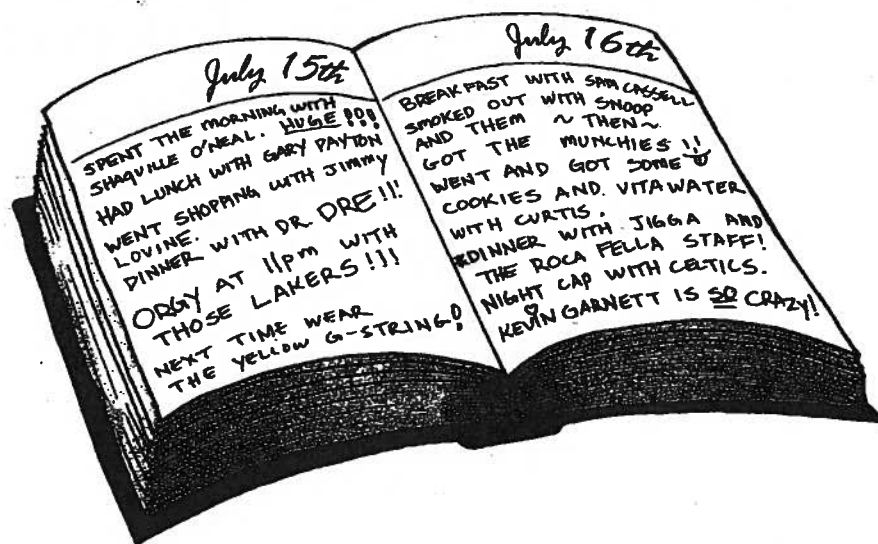 July 15th
SPENT THE MORNING WITH
SHAQVILLE O'NEAL. HUGE !!!
HAD LUNCH WITH GARY PAYTON
WENT SHOPPING WITH JIMMY
LOVINE.
DINNER WITH DR DRE!!!
ORGY AT 11pm WITH
THOSE LAKERS!!!
NEXT TIME WEAR
THE YELLOW G-STRING!
July 16th
BREAKFAST WITH SAM CASSELL
SMOKED OUT WITH SNOOP
AND THEM ~ THEN ~
GOT THE MUNCHIES !!
WENT AND GOT SOME
COOKIES AND. VITAWATER
WITH CURTIS.
*DINNER WITH JIGGA AND
THE ROCA FELLA STAFF!
NIGHT CAP WITH CELTICS.
KEVIN GARNETT IS SO CRAZY!